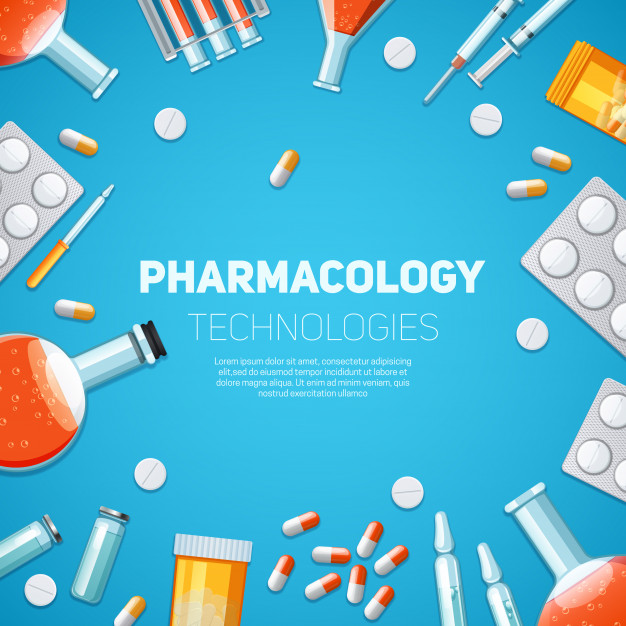 PHARMACOLOGY
TECHNOLOGIES
Lorem ipsum dolor sit amet, consectetur adipiscing
elit, sed do eiusmod tempor incididunt ut labore et dolore
magna aliqua. Ut enim ad minim veniam, quis
nostrud exercitation ullamco